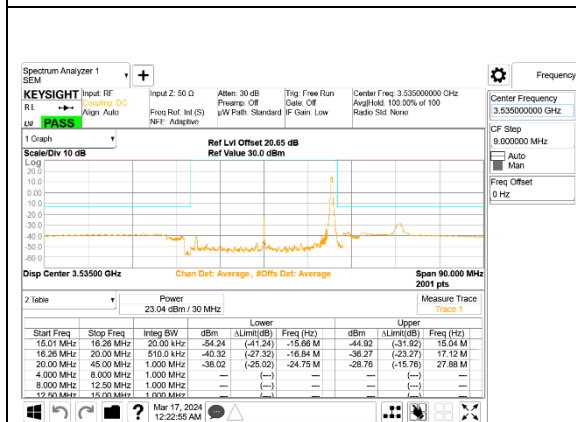 Spectrum Analyzer 1
SEM
Frequency
KEYSIGHT Input: RF Input Z: 50 Ω Atten: 30 dB Trig: Free Run Center Freq: 3.535000000 GHz
RL Coupling: DC Preamp: Off Gate: Off Avg|Hold: 100.00% of 100
Align: Auto Freq Ref: Int (S) µW Path: Standard IF Gain: Low Radio Std: None
PASS NFE: Adaptive
Center Frequency
3.535000000 GHz
CF Step
9.000000 MHz
Auto
Man
Freq Offset
0 Hz
1 Graph
Scale/Div 10 dB
Ref Lvl Offset 20.65 dB
Ref Value 30.0 dBm
Log
20.0
10.0
0.00
-10.0
-20.0
-30.0
-40.0
-50.0
-60.0
Disp Center 3.53500 GHz Chan Det: Average , #Offs Det: Average Span 90.000 MHz
2001 pts
2 Table
Power
23.04 dBm / 30 MHz
Measure Trace
Trace 1
Lower Upper
Start Freq Stop Freq Integ BW dBm ΔLimit(dB) Freq (Hz) dBm ΔLimit(dB) Freq (Hz)
15.01 MHz 16.26 MHz 20.00 kHz -54.24 (-41.24) -15.66 M -44.92 (-31.92) 15.04 M
16.26 MHz 20.00 MHz 510.0 kHz -40.32 (-27.32) -16.84 M -36.27 (-23.27) 17.12 M
20.00 MHz 45.00 MHz 1.000 MHz -38.02 (-25.02) -24.75 M -28.76 (-15.76) 27.88 M
4.000 MHz 8.000 MHz 1.000 MHz --- (---) --- --- (---) ---
8.000 MHz 12.50 MHz 1.000 MHz --- (---) --- --- (---) ---
12.50 MHz 15.00 MHz 1.000 MHz --- (---) --- --- (---) ---
? Mar 17, 2024
12:22:55 AM